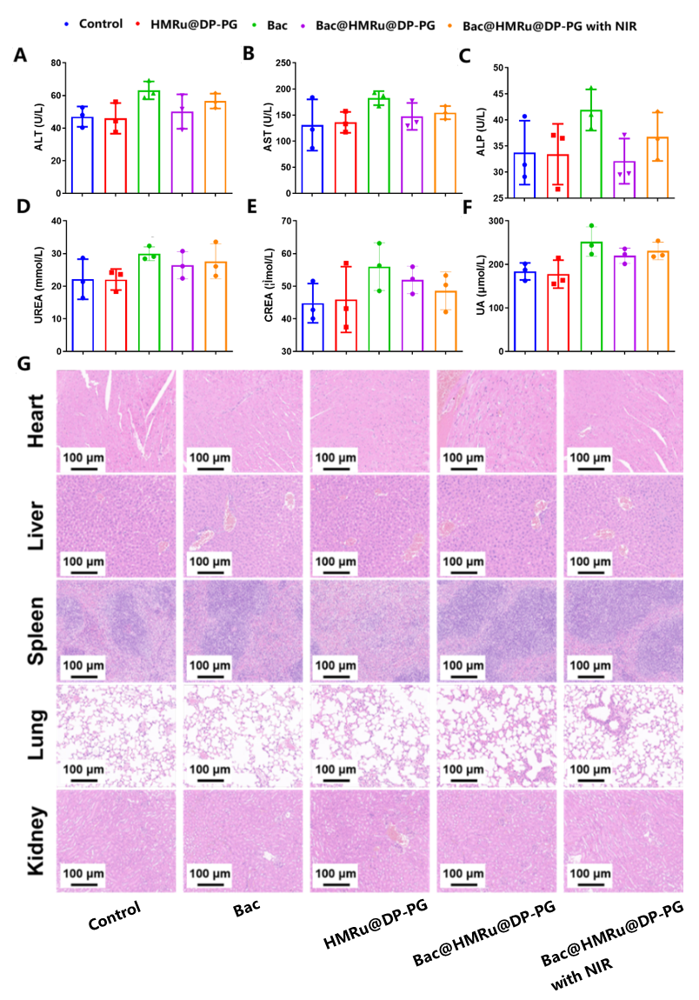 Control HMRu@DP-PG Bac Bac@HMRu@DP-PG Bac@HMRu@DP-PG with NIR
A
ALT (U/L)
80
60
40
20
0
B
AST (U/L)
250
200
150
100
50
0
C
ALP (U/L)
50
45
40
35
30
25
D
UREA (mmol/L)
40
30
20
10
0
E
CREA (¦Ìmol/L)
70
60
50
40
30
F
UA (μmol/L)
300
200
100
0
G
Heart
100 μm 100 μm 100 μm 100 μm 100 μm
Liver
100 μm 100 μm 100 μm 100 μm 100 μm
Spleen
100 μm 100 μm 100 μm 100 μm 100 μm
Lung
100 μm 100 μm 100 μm 100 μm 100 μm
Kidney
100 μm 100 μm 100 μm 100 μm 100 μm
Control
Bac
HMRu@DP-PG
Bac@HMRu@DP-PG
Bac@HMRu@DP-PG
with NIR